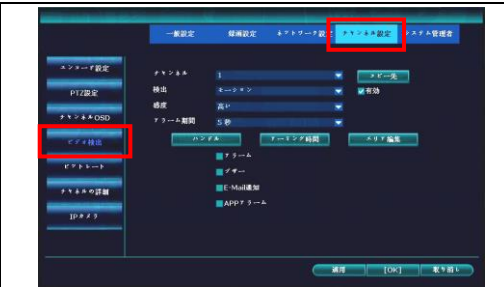 一般設定 録画設定 ネットワーク設定 チャンネル設定 システム管理者
エンコード設定
PTZ設定
チャンネルOSD
ビデオ検出
ビットレート
チャンネルの詳細
IPカメラ
チャンネル 1 コピー先
検出 モーション 有効
感度 高い
アラーム期間 5 秒
ハンドル アーミング時間 エリア編集
アラーム
ブザー
E-Mail通知
APPアラーム
適用 [OK] 取り消し